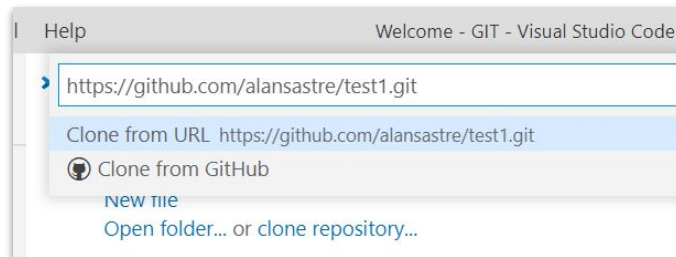 Help Welcome - GIT - Visual Studio Code
https://github.com/alansastre/test1.git
Clone from URL https://github.com/alansastre/test1.git
Clone from GitHub
New file
Open folder... or clone repository...